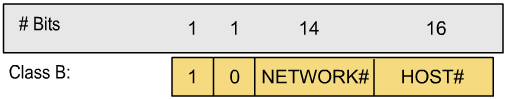 # Bits 1 1 14 16
Class B: 1 0 NETWORK# HOST#